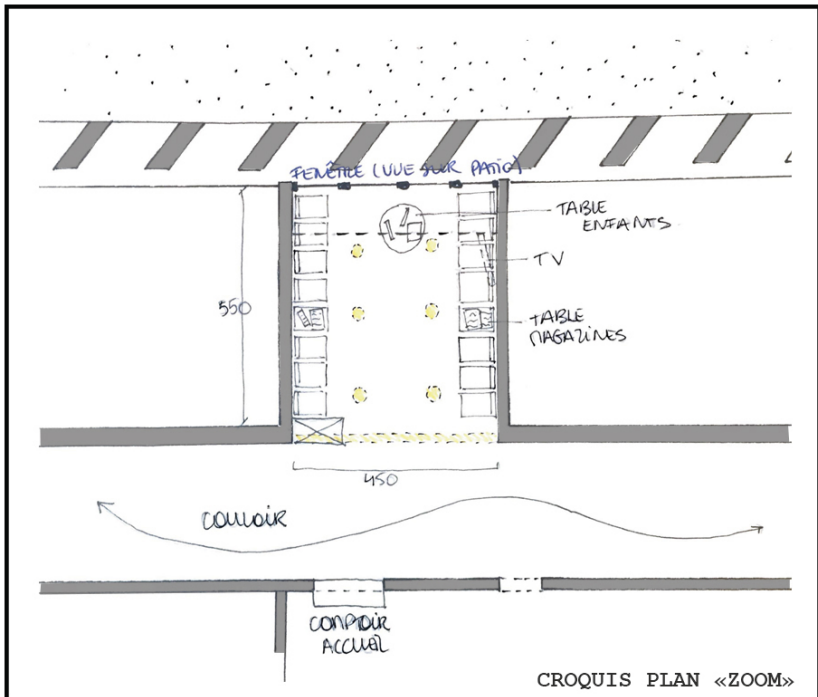 FENÊTRE (VUE SUR PATIO)
TABLE
ENFANTS
TV
550
TABLE
MAGAZINES
450
COULOIR
COMPTOIR
ACCUEIL
CROQUIS PLAN «ZOOM»